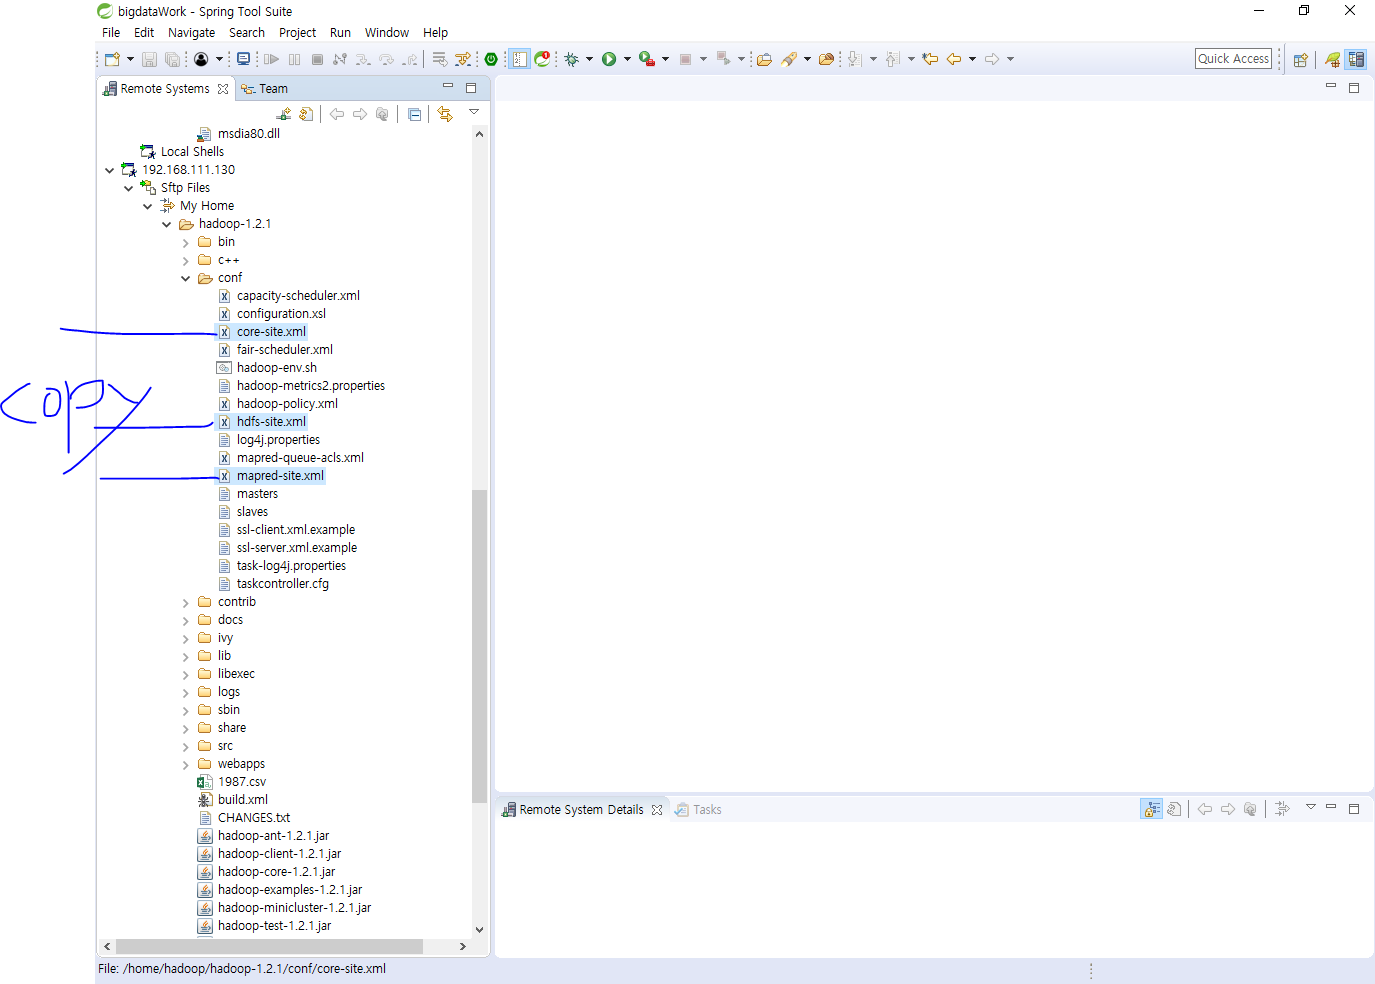 bigdataWork - Spring Tool Suite
File Edit Navigate Search Project Run Window Help
Quick Access
Remote Systems Team
msdia80.dll
Local Shells
192.168.111.130
Sftp Files
My Home
hadoop-1.2.1
bin
c++
conf
capacity-scheduler.xml
configuration.xsl
core-site.xml
fair-scheduler.xml
hadoop-env.sh
hadoop-metrics2.properties
hadoop-policy.xml
copy
hdfs-site.xml
log4j.properties
mapred-queue-acls.xml
mapred-site.xml
masters
slaves
ssl-client.xml.example
ssl-server.xml.example
task-log4j.properties
taskcontroller.cfg
contrib
docs
ivy
lib
libexec
logs
sbin
share
src
webapps
1987.csv
build.xml
CHANGES.txt
hadoop-ant-1.2.1.jar
hadoop-client-1.2.1.jar
hadoop-core-1.2.1.jar
hadoop-examples-1.2.1.jar
hadoop-minicluster-1.2.1.jar
hadoop-test-1.2.1.jar
Remote System Details Tasks
File: /home/hadoop/hadoop-1.2.1/conf/core-site.xml